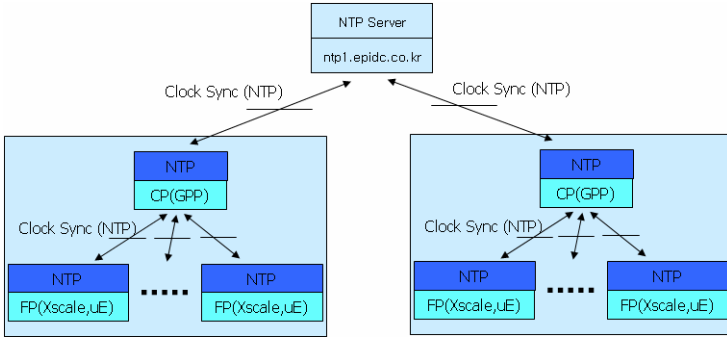 NTP Server
ntp1.epidc.co.kr
Clock Sync (NTP)
Clock Sync (NTP)
NTP
CP(GPP)
NTP
CP(GPP)
Clock Sync (NTP)
Clock Sync (NTP)
NTP
FP(Xscale,uE)
NTP
FP(Xscale,uE)
NTP
FP(Xscale,uE)
NTP
FP(Xscale,uE)